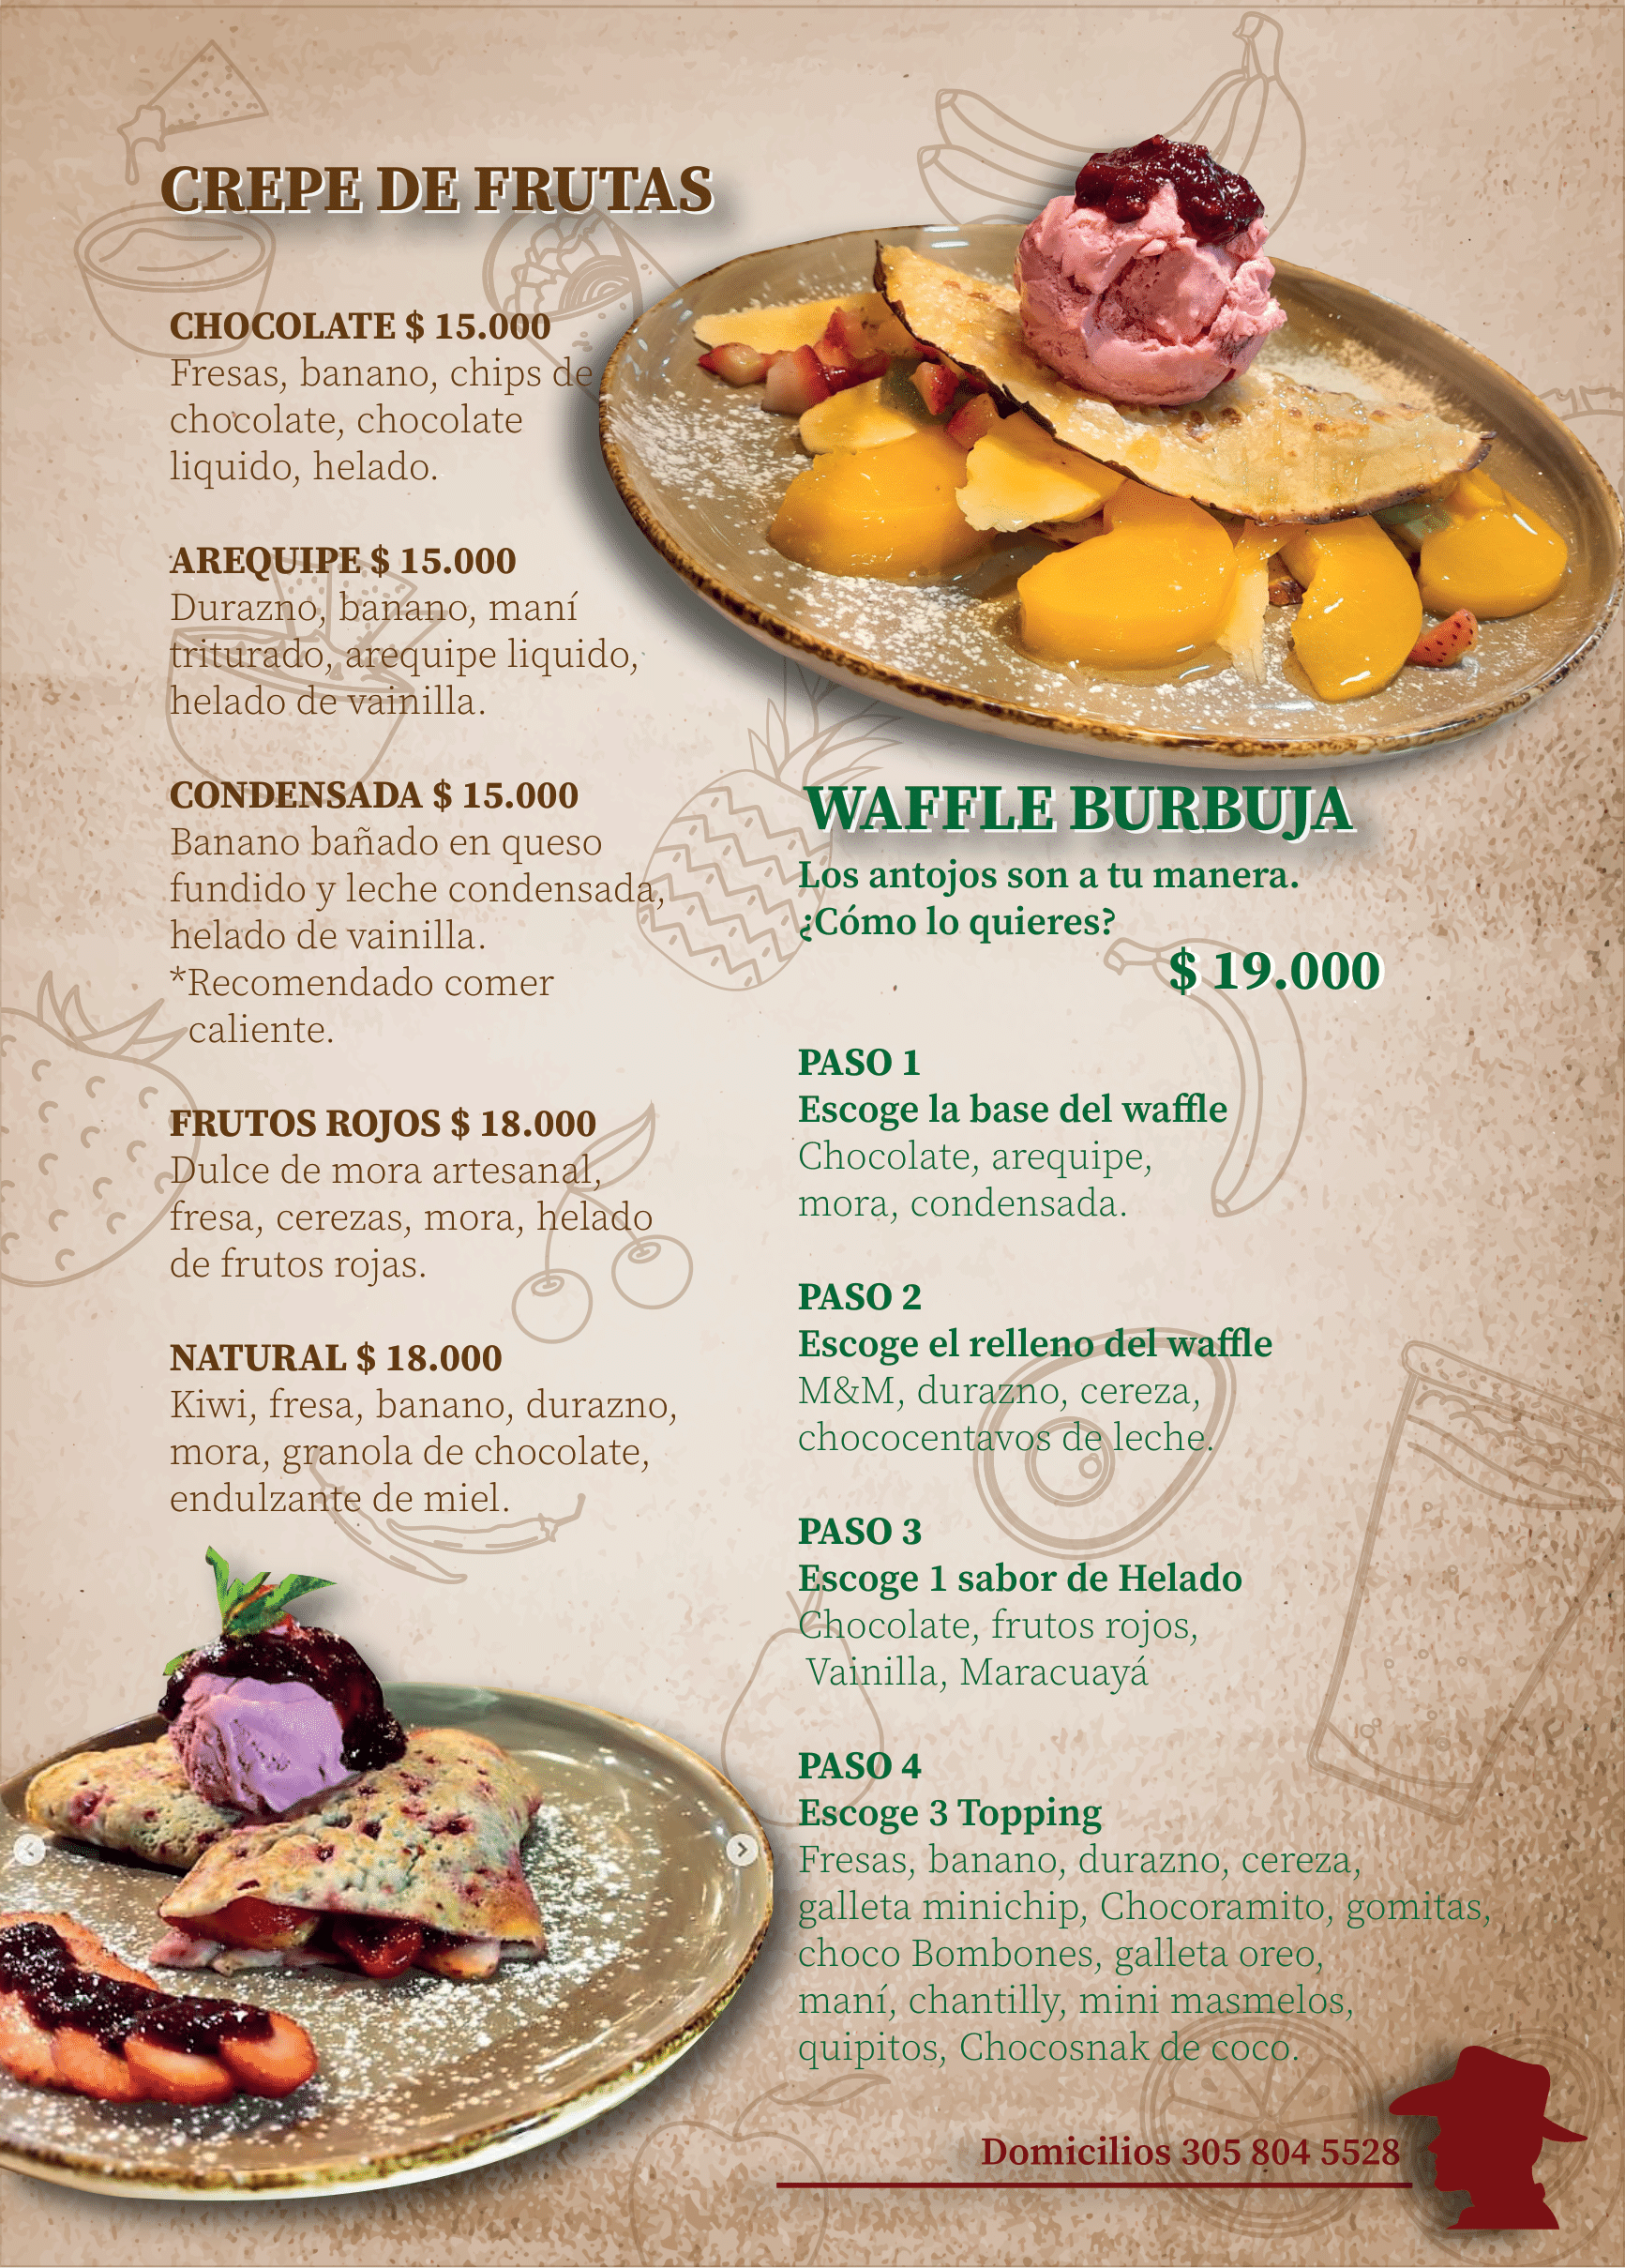 CREPE DE FRUTAS
CHOCOLATE $ 15.000
Fresas, banano, chips de
chocolate, chocolate
liquido, helado.
AREQUIPE $ 15.000
Durazno, banano, maní
triturado, arequipe liquido,
helado de vainilla.
CONDENSADA $ 15.000
Banano bañado en queso
fundido y leche condensada,
helado de vainilla.
*Recomendado comer
caliente.
FRUTOS ROJOS $ 18.000
Dulce de mora artesanal,
fresa, cerezas, mora, helado
de frutos rojas.
NATURAL $ 18.000
Kiwi, fresa, banano, durazno,
mora, granola de chocolate,
endulzante de miel.
WAFFLE BURBUJA
Los antojos son a tu manera.
¿Cómo lo quieres?
$ 19.000
PASO 1
Escoge la base del waffle
Chocolate, arequipe,
mora, condensada.
PASO 2
Escoge el relleno del waffle
M&M, durazno, cereza,
chococentavos de leche.
PASO 3
Escoge 1 sabor de Helado
Chocolate, frutos rojos,
Vainilla, Maracuayá
PASO 4
Escoge 3 Topping
Fresas, banano, durazno, cereza,
galleta minichip, Chocoramito, gomitas,
choco Bombones, galleta oreo,
maní, chantilly, mini masmelos,
quipitos, Chocosnak de coco.
Domicilios 305 804 5528